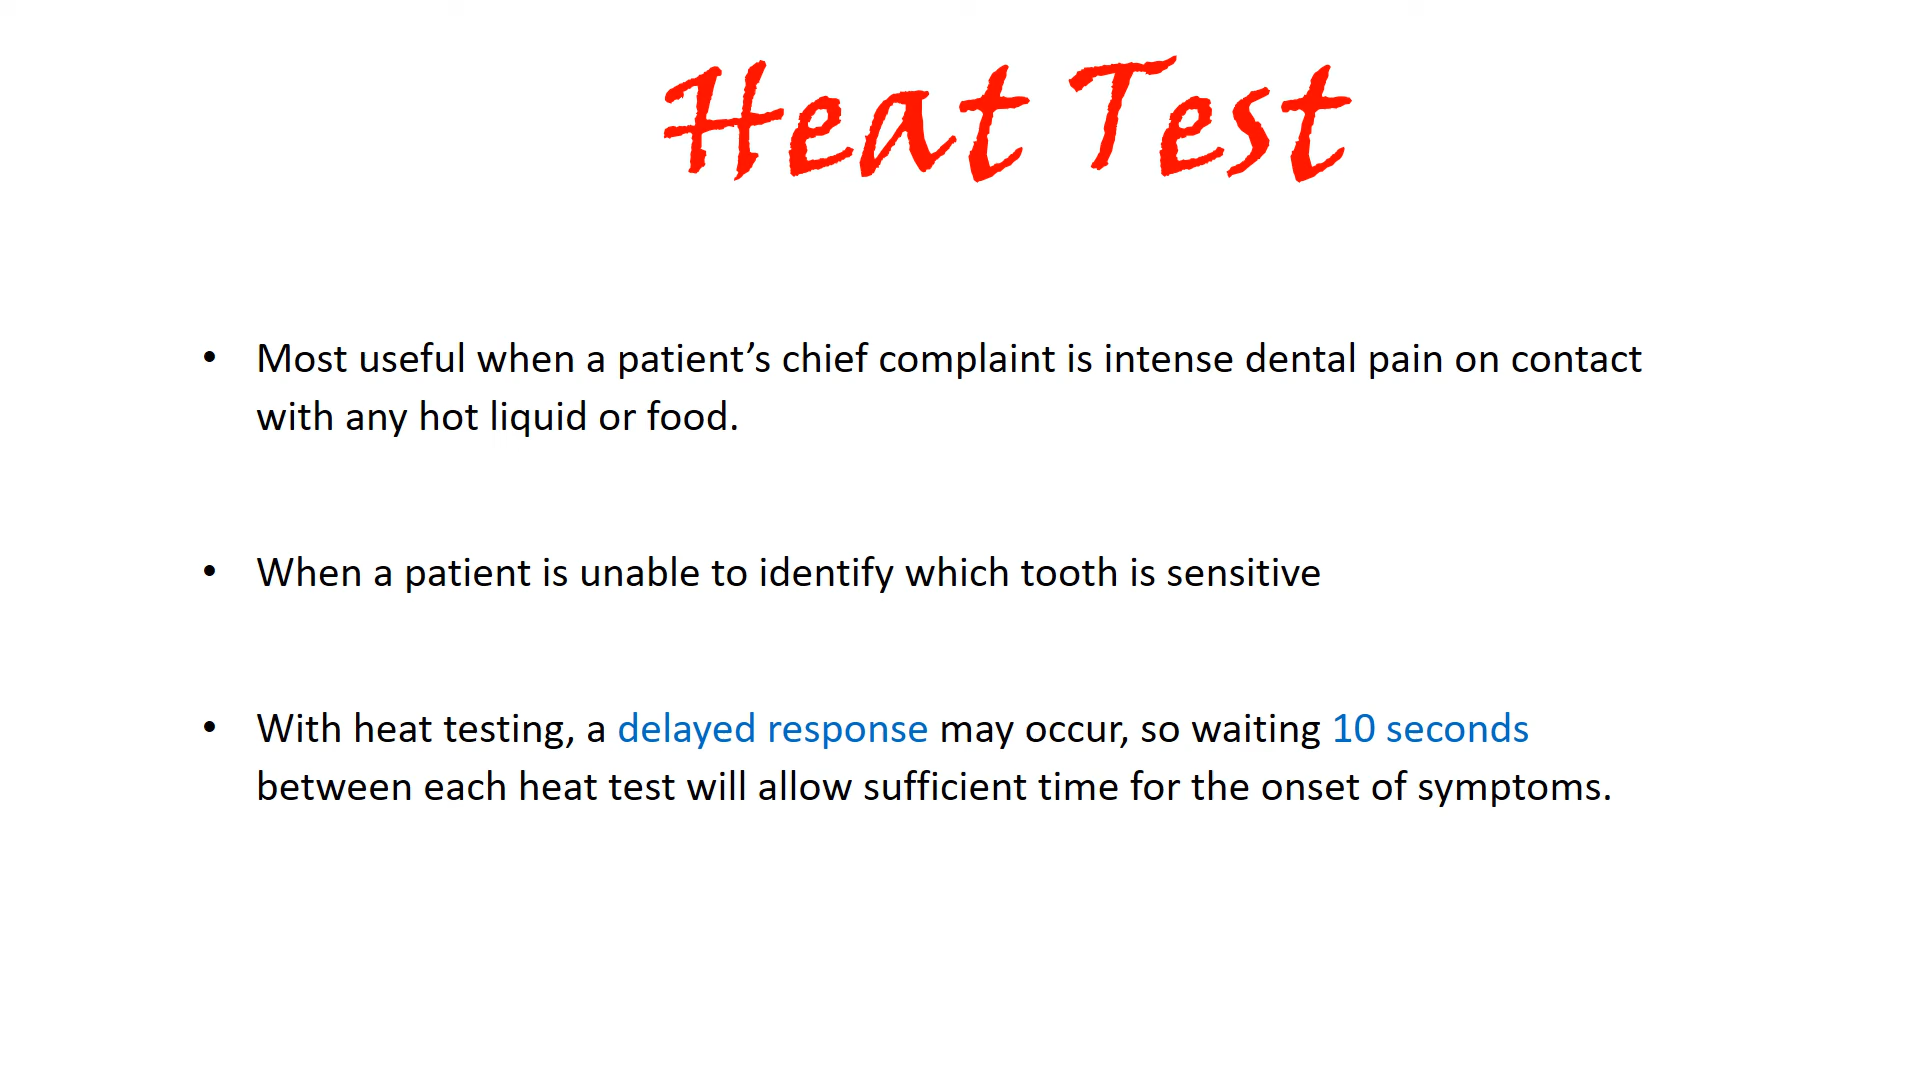 Heat Test
• Most useful when a patient’s chief complaint is intense dental pain on contact
with any hot liquid or food.
• When a patient is unable to identify which tooth is sensitive
• With heat testing, a delayed response may occur, so waiting 10 seconds
between each heat test will allow sufficient time for the onset of symptoms.